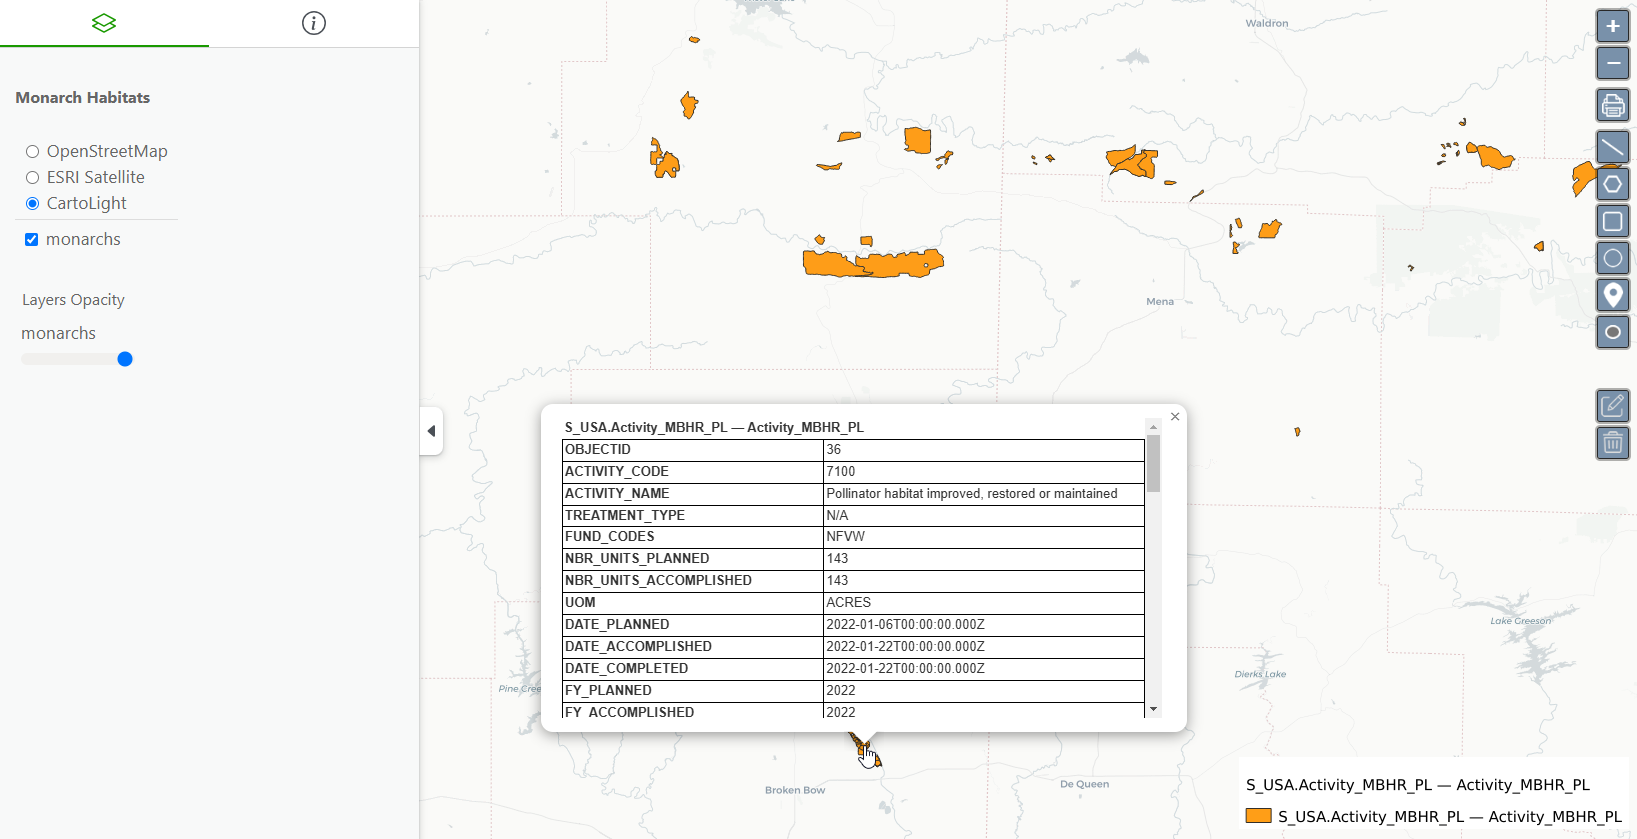 Waldron
Monarch Habitats
OpenStreetMap
ESRI Satellite
CartoLight
monarchs
Layers Opacity
monarchs
Mena
S_USA.Activity_MBHR_PL — Activity_MBHR_PL
OBJECTID 36
ACTIVITY_CODE 7100
ACTIVITY_NAME Pollinator habitat improved, restored or maintained
TREATMENT_TYPE N/A
FUND_CODES NFVW
NBR_UNITS_PLANNED 143
NBR_UNITS_ACCOMPLISHED 143
UOM ACRES
DATE_PLANNED 2022-01-06T00:00:00.000Z
DATE_ACCOMPLISHED 2022-01-22T00:00:00.000Z
DATE_COMPLETED 2022-01-22T00:00:00.000Z
FY_PLANNED 2022
FY_ACCOMPLISHED 2022
Lake Greeson
Dierks Lake
Pine Cree
Broken Bow
De Queen
S_USA.Activity_MBHR_PL — Activity_MBHR_PL
S_USA.Activity_MBHR_PL — Activity_MBHR_PL